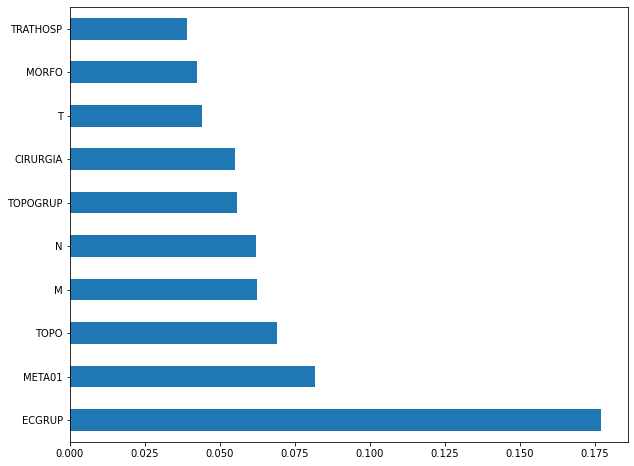 TRATHOSP
MORFO
T
CIRURGIA
TOPOGRUP
N
M
TOPO
META01
ECGRUP
0.000 0.025 0.050 0.075 0.100 0.125 0.150 0.175